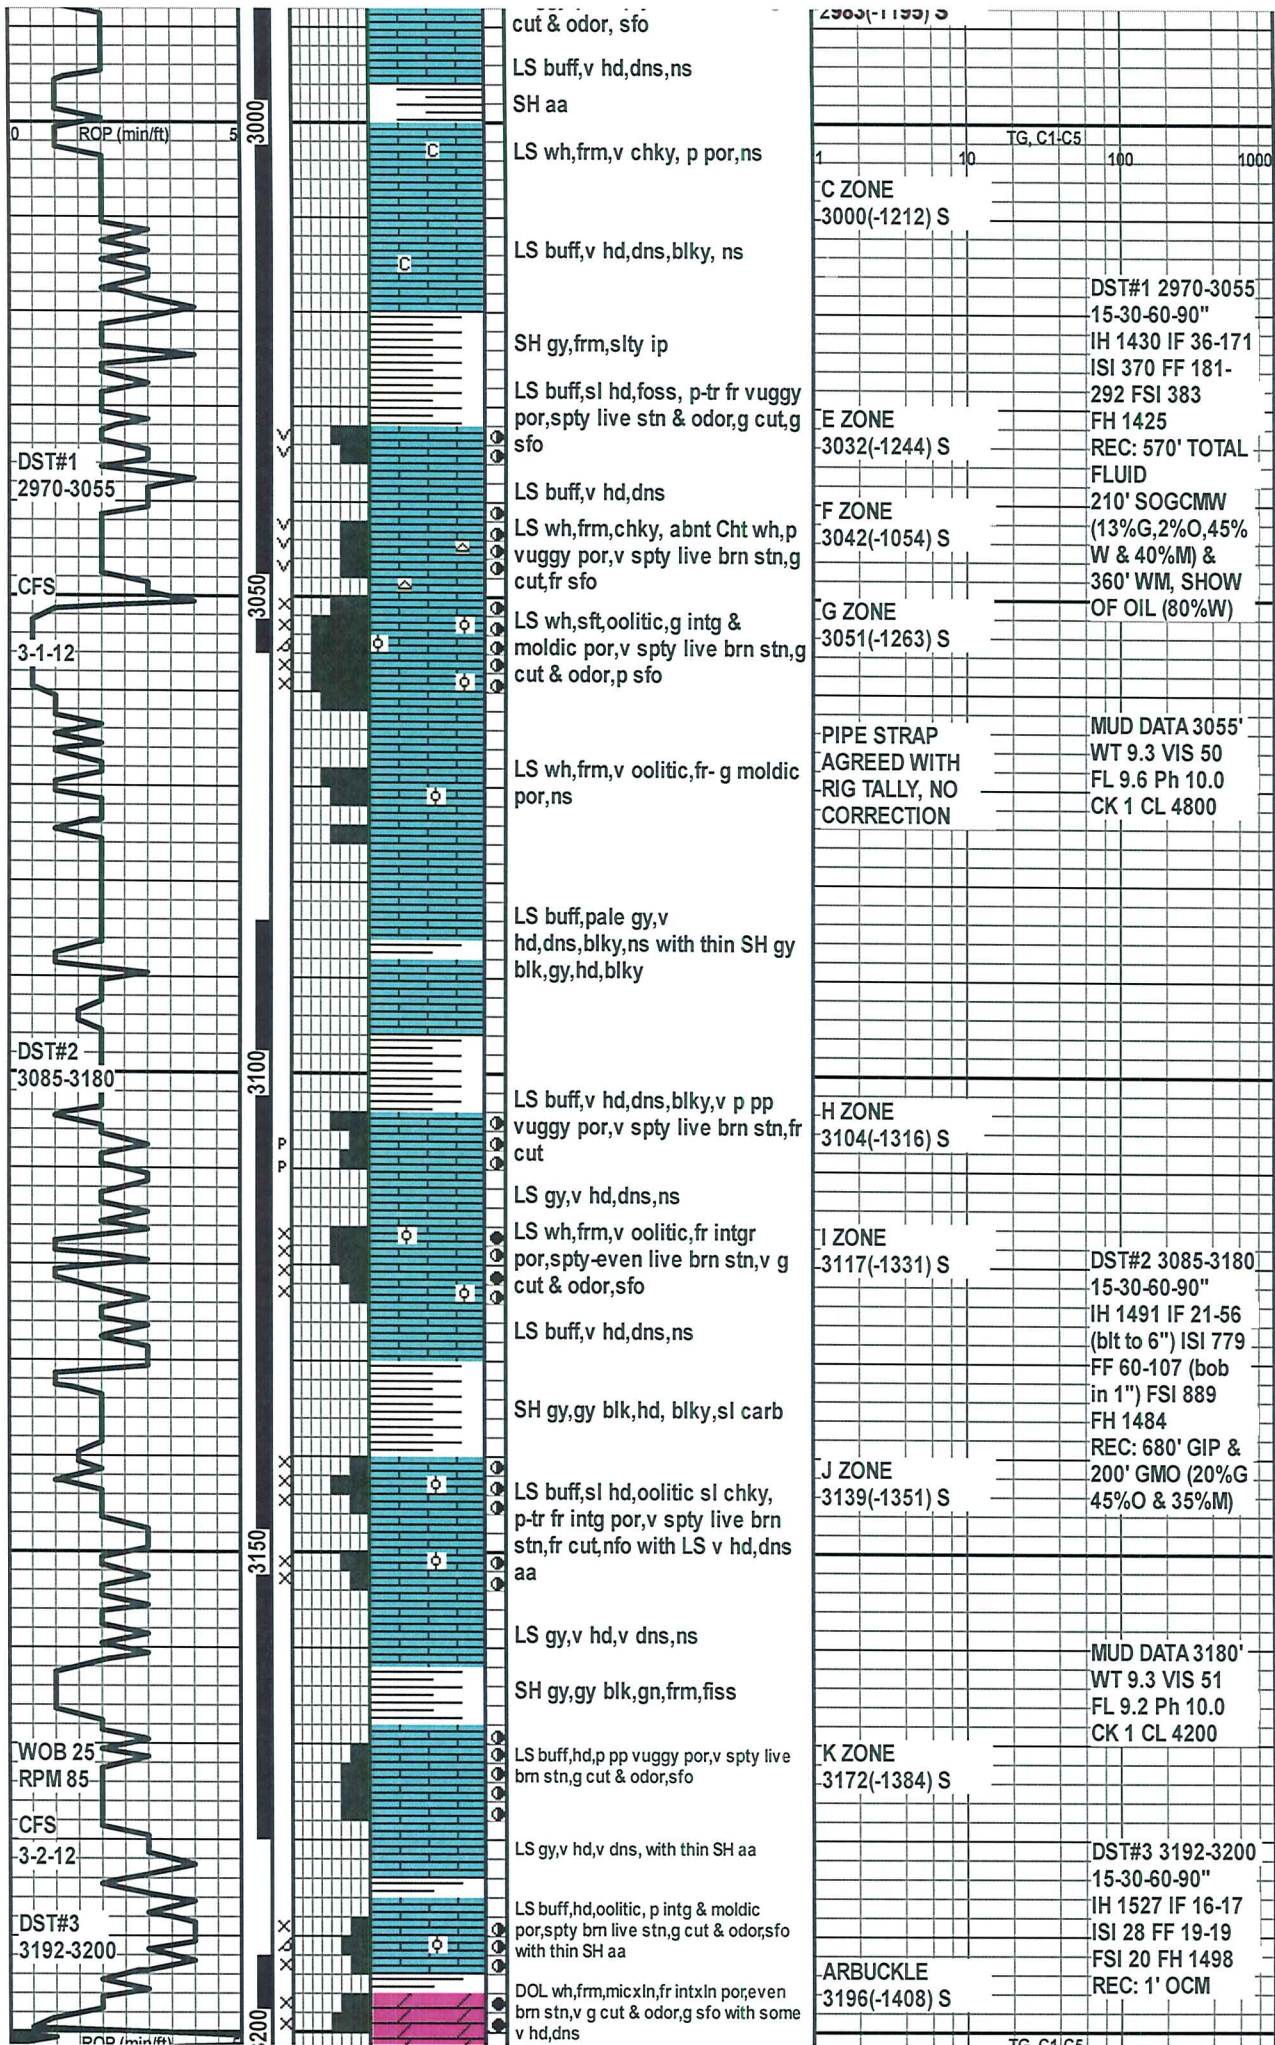 cut & odor, sfo
2983(-1195) S
LS buff,v hd,dns,ns
SH aa
3000
0 ROP (min/ft) 5
TG, C1-C5
1 10 100 1000
LS wh,frm,v chky, p por,ns
C
C ZONE
3000(-1212) S
LS buff,v hd,dns,blky, ns
C
DST#1 2970-3055
15-30-60-90"
IH 1430 IF 36-171
ISI 370 FF 181-
292 FSI 383
FH 1425
REC: 570' TOTAL
FLUID
210' SOGCMW
(13%G,2%O,45%
W & 40%M) &
360' WM, SHOW
OF OIL (80%W)
SH gy,frm,slty ip
LS buff,sl hd,foss, p-tr fr vuggy
por,spty live stn & odor,g cut,g
sfo
E ZONE
3032(-1244) S
V
V
DST#1
2970-3055
LS buff,v hd,dns
F ZONE
3042(-1054) S
LS wh,frm,chky, abnt Cht wh,p
vuggy por,v spty live brn stn,g
cut,fr sfo
V
V
V
CFS
3050
3-1-12
LS wh,sft,oolitic,g intg &
moldic por,v spty live brn stn,g
cut & odor,p sfo
G ZONE
3051(-1263) S
X
X
X
X
PIPE STRAP
AGREED WITH
RIG TALLY, NO
CORRECTION
MUD DATA 3055'
WT 9.3 VIS 50
FL 9.6 Ph 10.0
CK 1 CL 4800
LS wh,frm,v oolitic,fr- g moldic
por,ns
LS buff,pale gy,v
hd,dns,blky,ns with thin SH gy
blk,gy,hd,blky
DST#2
3085-3180
3100
LS buff,v hd,dns,blky,v p pp
vuggy por,v spty live brn stn,fr
cut
P
P
H ZONE
3104(-1316) S
LS gy,v hd,dns,ns
LS wh,frm,v oolitic,fr intgr
por,spty-even live brn stn,v g
cut & odor,sfo
X
X
X
X
I ZONE
3117(-1331) S
DST#2 3085-3180
15-30-60-90"
IH 1491 IF 21-56
(blt to 6") ISI 779
FF 60-107 (bob
in 1") FSI 889
FH 1484
REC: 680' GIP &
200' GMO (20%G
45%O & 35%M)
LS buff,v hd,dns,ns
SH gy,gy blk,hd, blky,sl carb
X
X
X
J ZONE
3139(-1351) S
LS buff,sl hd,oolitic sl chky,
p-tr fr intg por,v spty live brn
stn,fr cut,nfo with LS v hd,dns
aa
3150
X
X
LS gy,v hd,v dns,ns
SH gy,gy blk,gn,frm,fiss
MUD DATA 3180'
WT 9.3 VIS 51
FL 9.2 Ph 10.0
CK 1 CL 4200
WOB 25
RPM 85
LS buff,hd,p pp vuggy por,v spty live
brn stn,g cut & odor,sfo
K ZONE
3172(-1384) S
CFS
3-2-12
LS gy,v hd,v dns, with thin SH aa
DST#3 3192-3200
15-30-60-90"
IH 1527 IF 16-17
ISI 28 FF 19-19
FSI 20 FH 1498
REC: 1' OCM
LS buff,hd,oolitic, p intg & moldic
por,spty brn live stn,g cut & odor,sfo
with thin SH aa
X
X
DST#3
3192-3200
DOL wh,frm,micxln,fr intxln por,even
brn stn,v g cut & odor,g sfo with some
v hd,dns
X
X
ARBUCKLE
3196(-1408) S
200
ROP (min/ft)
TG, C1-C5